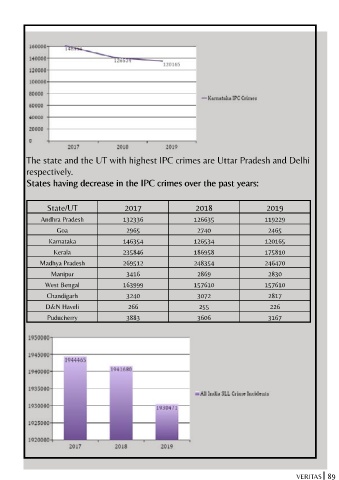 160000
140000
120000
100000
80000
60000
40000
20000
0
126534
120165
2017 2018 2019
Karnataka IPC Crimes
The state and the UT with highest IPC crimes are Uttar Pradesh and Delhi
respectively.
States having decrease in the IPC crimes over the past years:
State/UT 2017 2018 2019
Andhra Pradesh 132336 126635 119229
Goa 2965 2740 2465
Karnataka 146354 126534 120165
Kerala 235846 186958 175810
Madhya Pradesh 269512 248354 246470
Manipur 3416 2869 2830
West Bengal 163999 157610 157610
Chandigarh 3240 3072 2817
D&N Haveli 266 255 226
Puducherry 3883 3606 3167
1950000
1945000
1940000
1935000
1930000
1925000
1920000
1944465
1941680
1930471
2017 2018 2019
All India SLL Crime Incidents
VERITAS 89